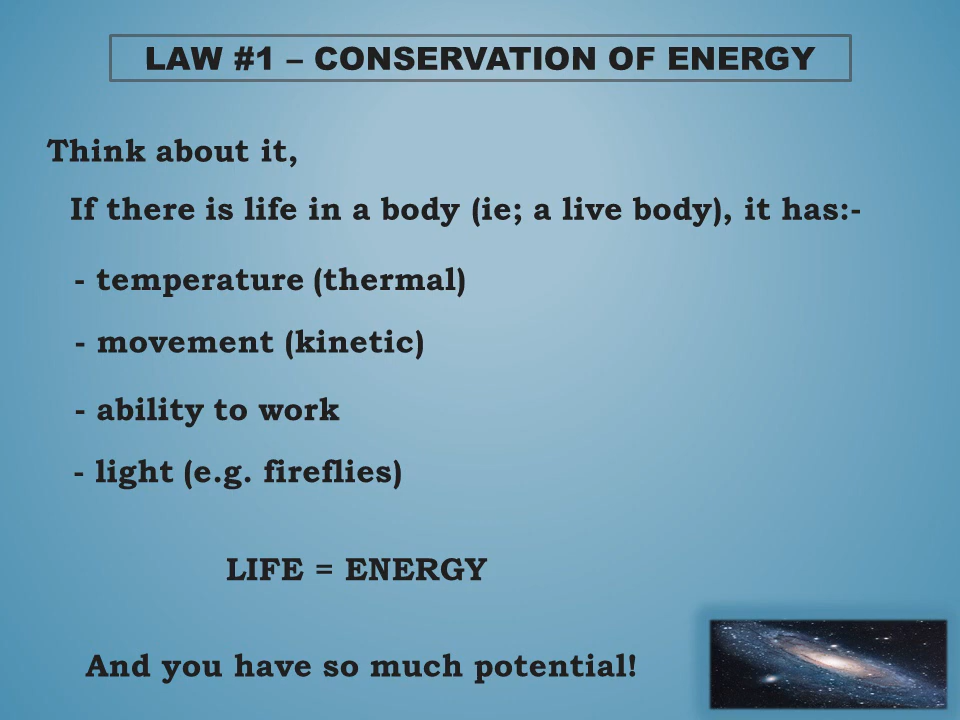 LAW #1 – CONSERVATION OF ENERGY
Think about it,
If there is life in a body (ie; a live body), it has:-
- temperature (thermal)
- movement (kinetic)
- ability to work
- light (e.g. fireflies)
LIFE = ENERGY
And you have so much potential!